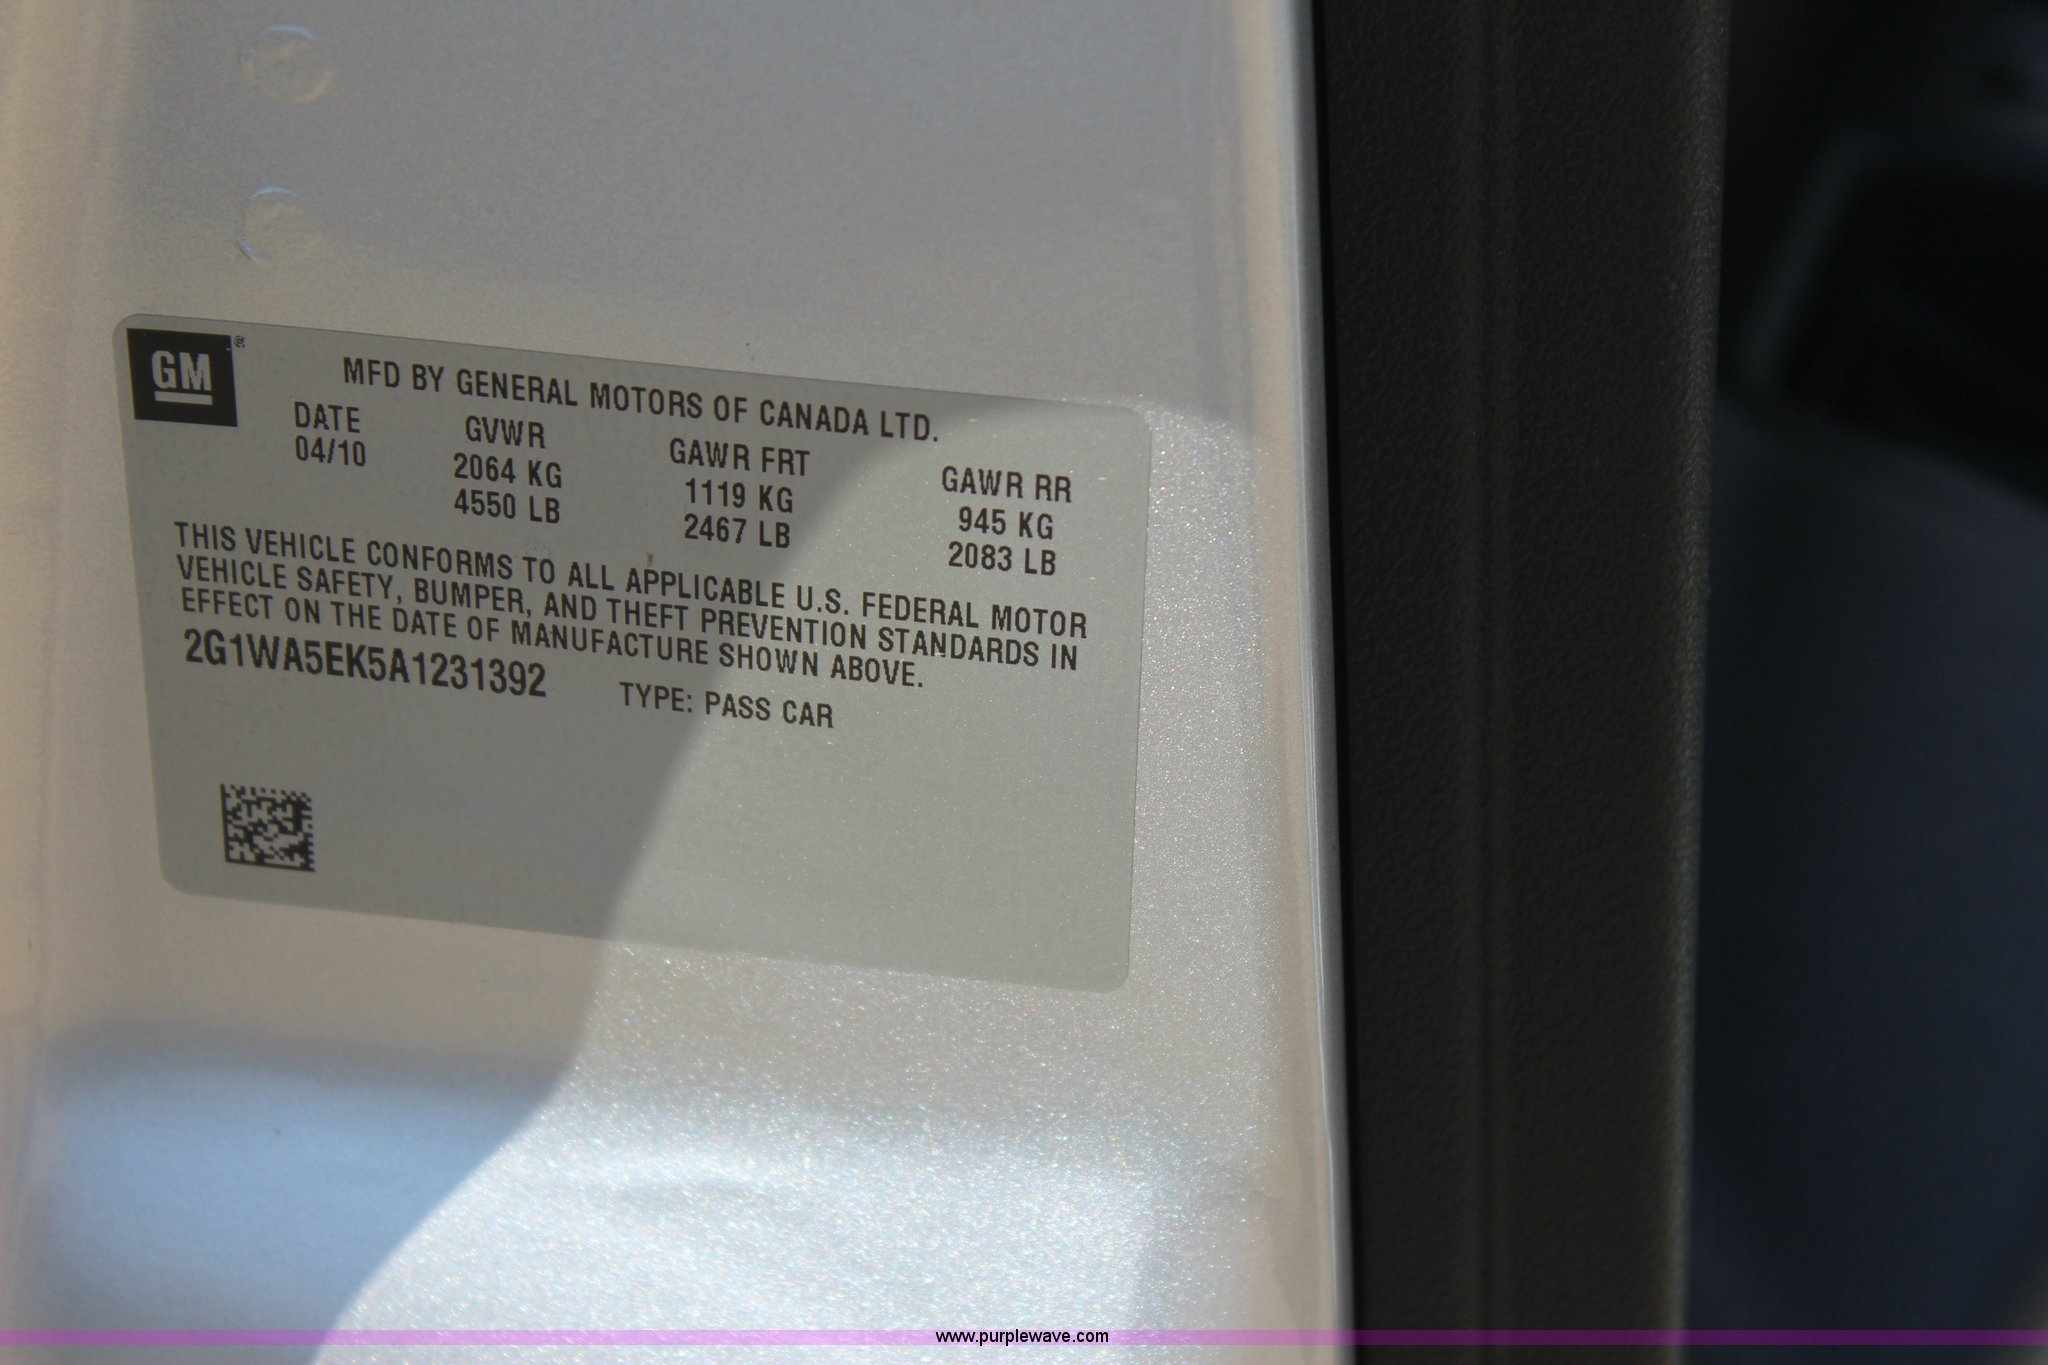 GM
MFD BY GENERAL MOTORS OF CANADA LTD.
DATE GVWR GAWR FRT GAWR RR
04/10 2064 KG 1119 KG 945 KG
4550 LB 2467 LB 2083 LB
THIS VEHICLE CONFORMS TO ALL APPLICABLE U.S. FEDERAL MOTOR
VEHICLE SAFETY, BUMPER, AND THEFT PREVENTION STANDARDS IN
EFFECT ON THE DATE OF MANUFACTURE SHOWN ABOVE.
2G1WA5EK5A1231392 TYPE: PASS CAR
www.purplewave.com